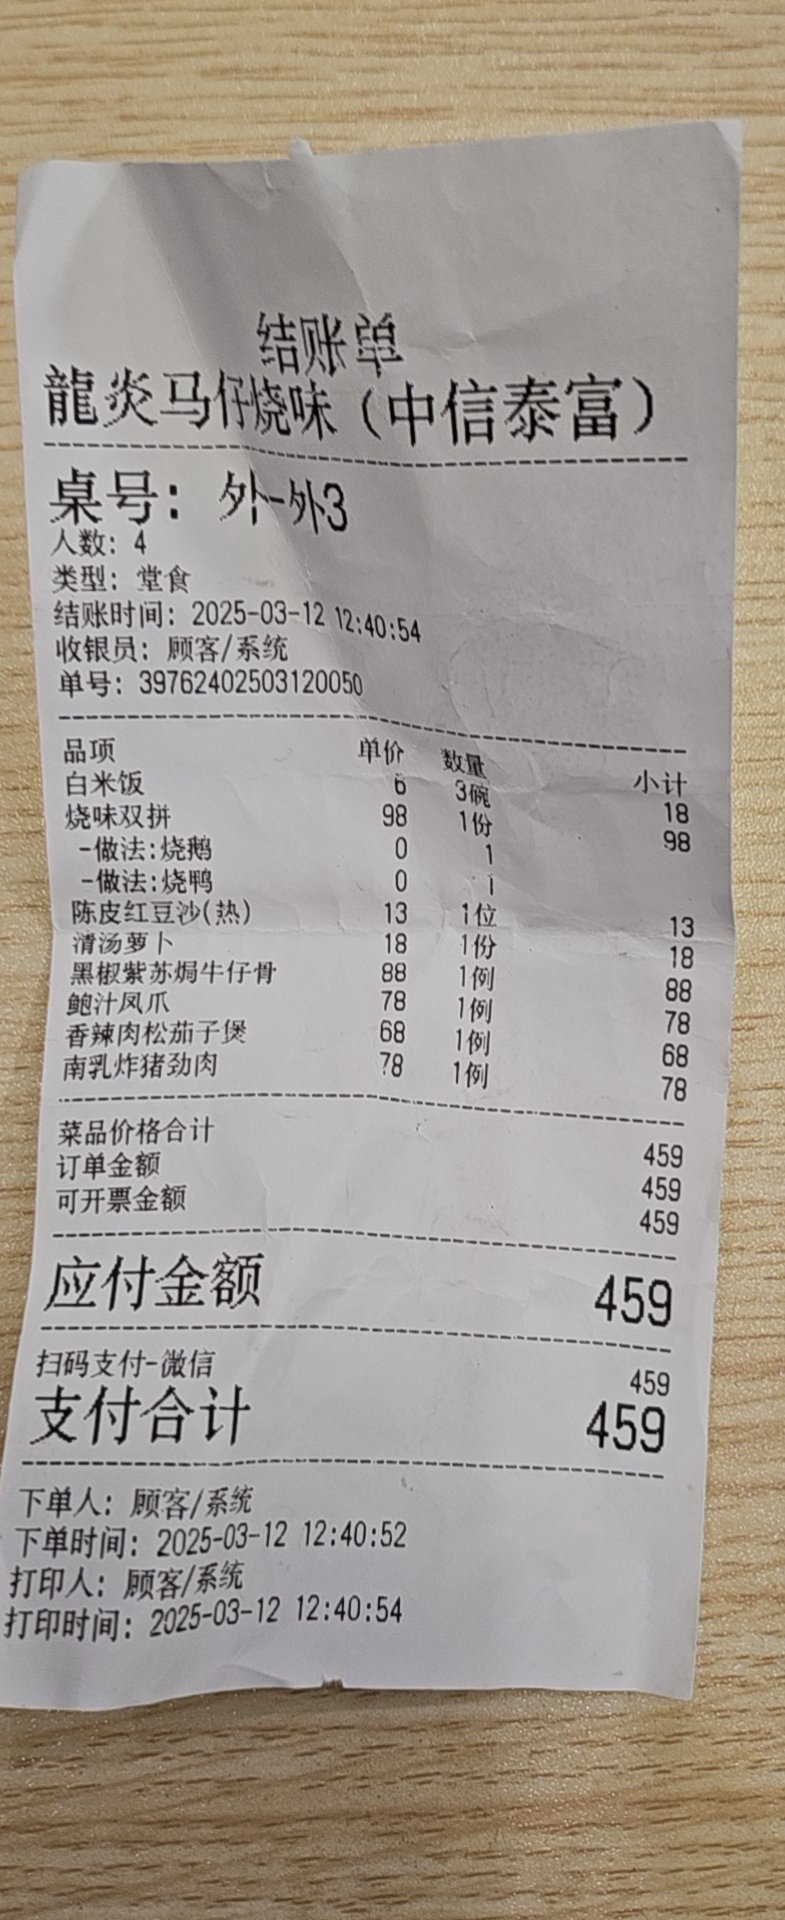 结账单
龍炎马仔烧味（中信泰富）
桌号：外-外3
人数：4
类型：堂食
结账时间：2025-03-12 12:40:54
收银员：顾客/系统
单号：39762402503120050
品项 单价 数量 小计
白米饭 6 3碗 18
烧味双拼 98 1份 98
-做法:烧鹅 0 1
-做法:烧鸭 0 1
陈皮红豆沙(热) 13 1位 13
清汤萝卜 18 1份 18
黑椒紫苏焗牛仔骨 88 1例 88
鲍汁凤爪 78 1例 78
香辣肉松茄子煲 68 1例 68
南乳炸猪劲肉 78 1例 78
菜品价格合计 459
订单金额 459
可开票金额 459
应付金额 459
扫码支付-微信 459
支付合计 459
下单人：顾客/系统
下单时间：2025-03-12 12:40:52
打印人：顾客/系统
打印时间：2025-03-12 12:40:54